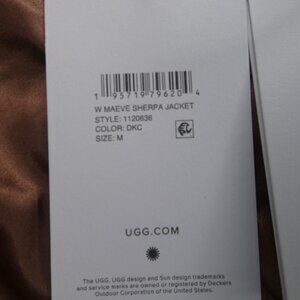 1 95719 79620 4
W MAEVE SHERPA JACKET
STYLE: 1120636
COLOR: DKC
SIZE: M
UGG.COM
The UGG, UGG design and Sun design trademarks
and service marks are owned or registered by Deckers
Outdoor Corporation of the United States.